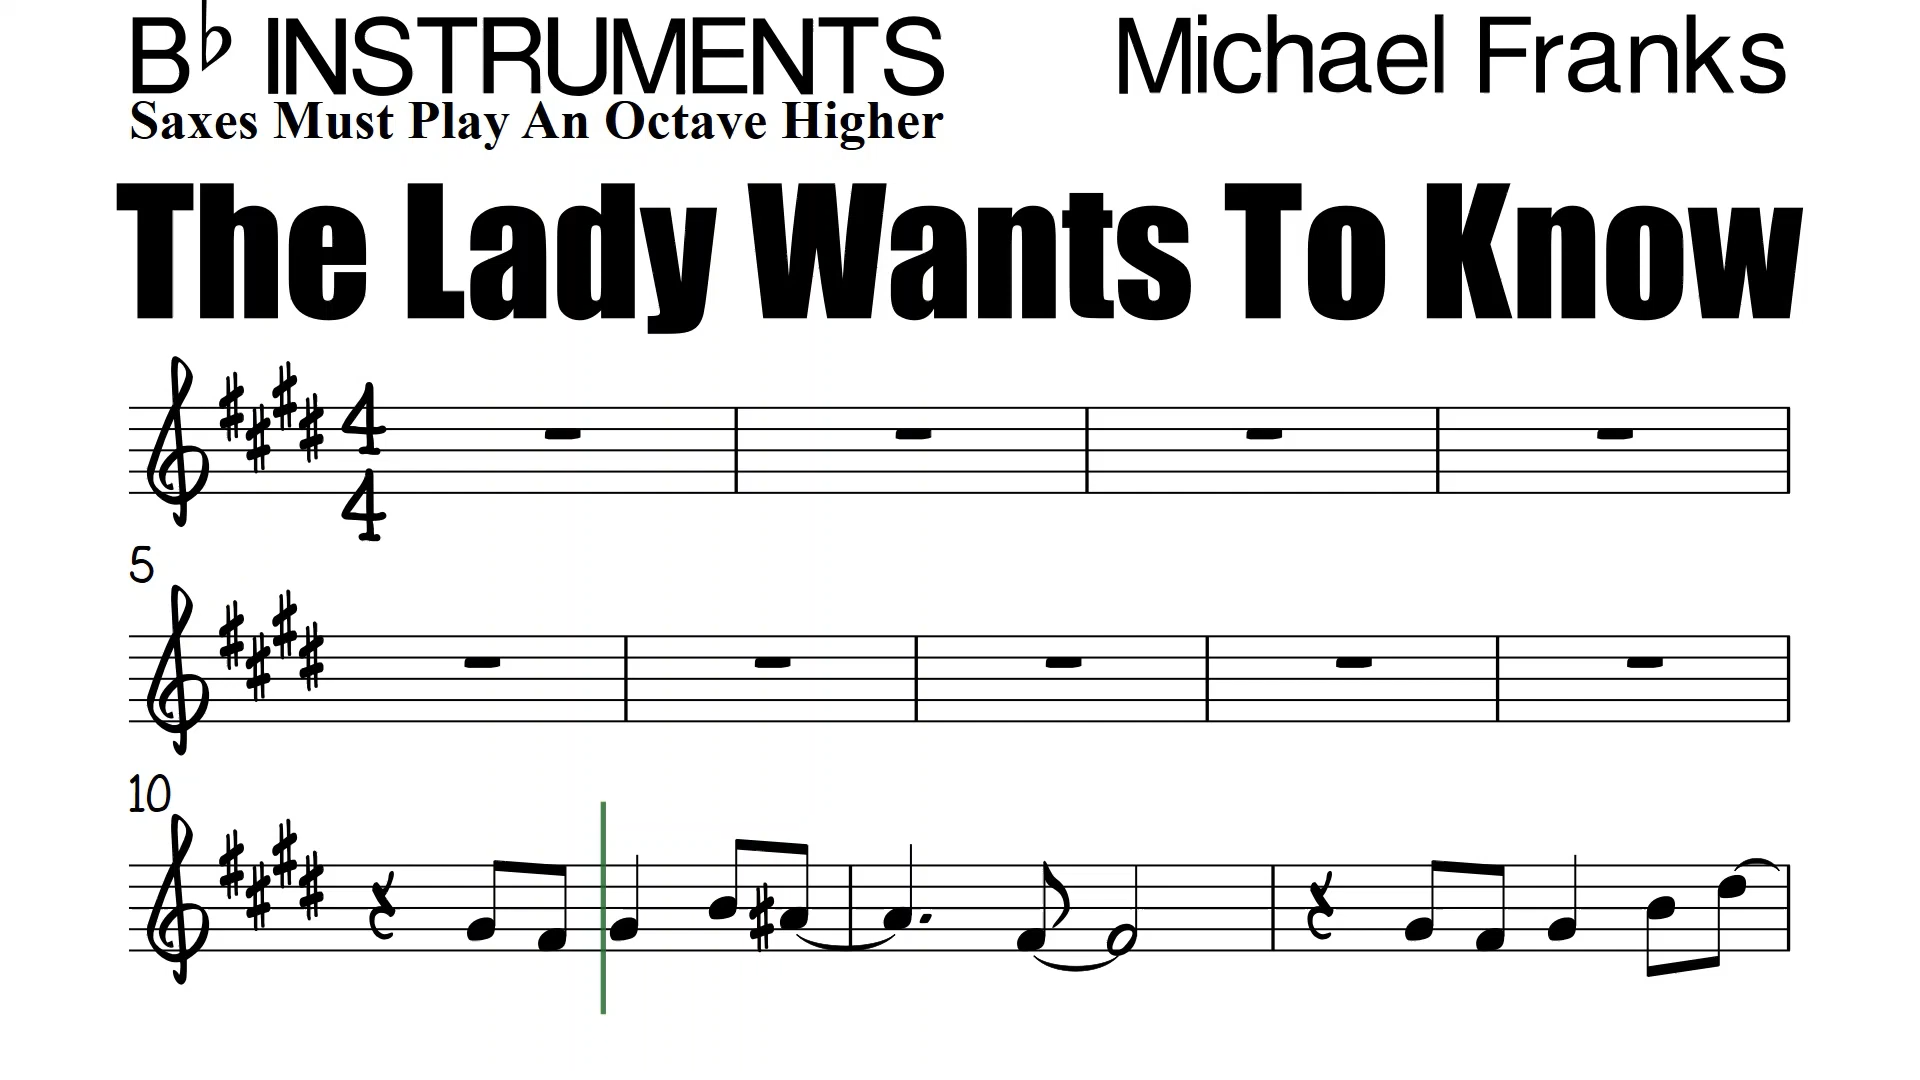 B♭ INSTRUMENTS Michael Franks
Saxes Must Play An Octave Higher
The Lady Wants To Know
4
4
5
10